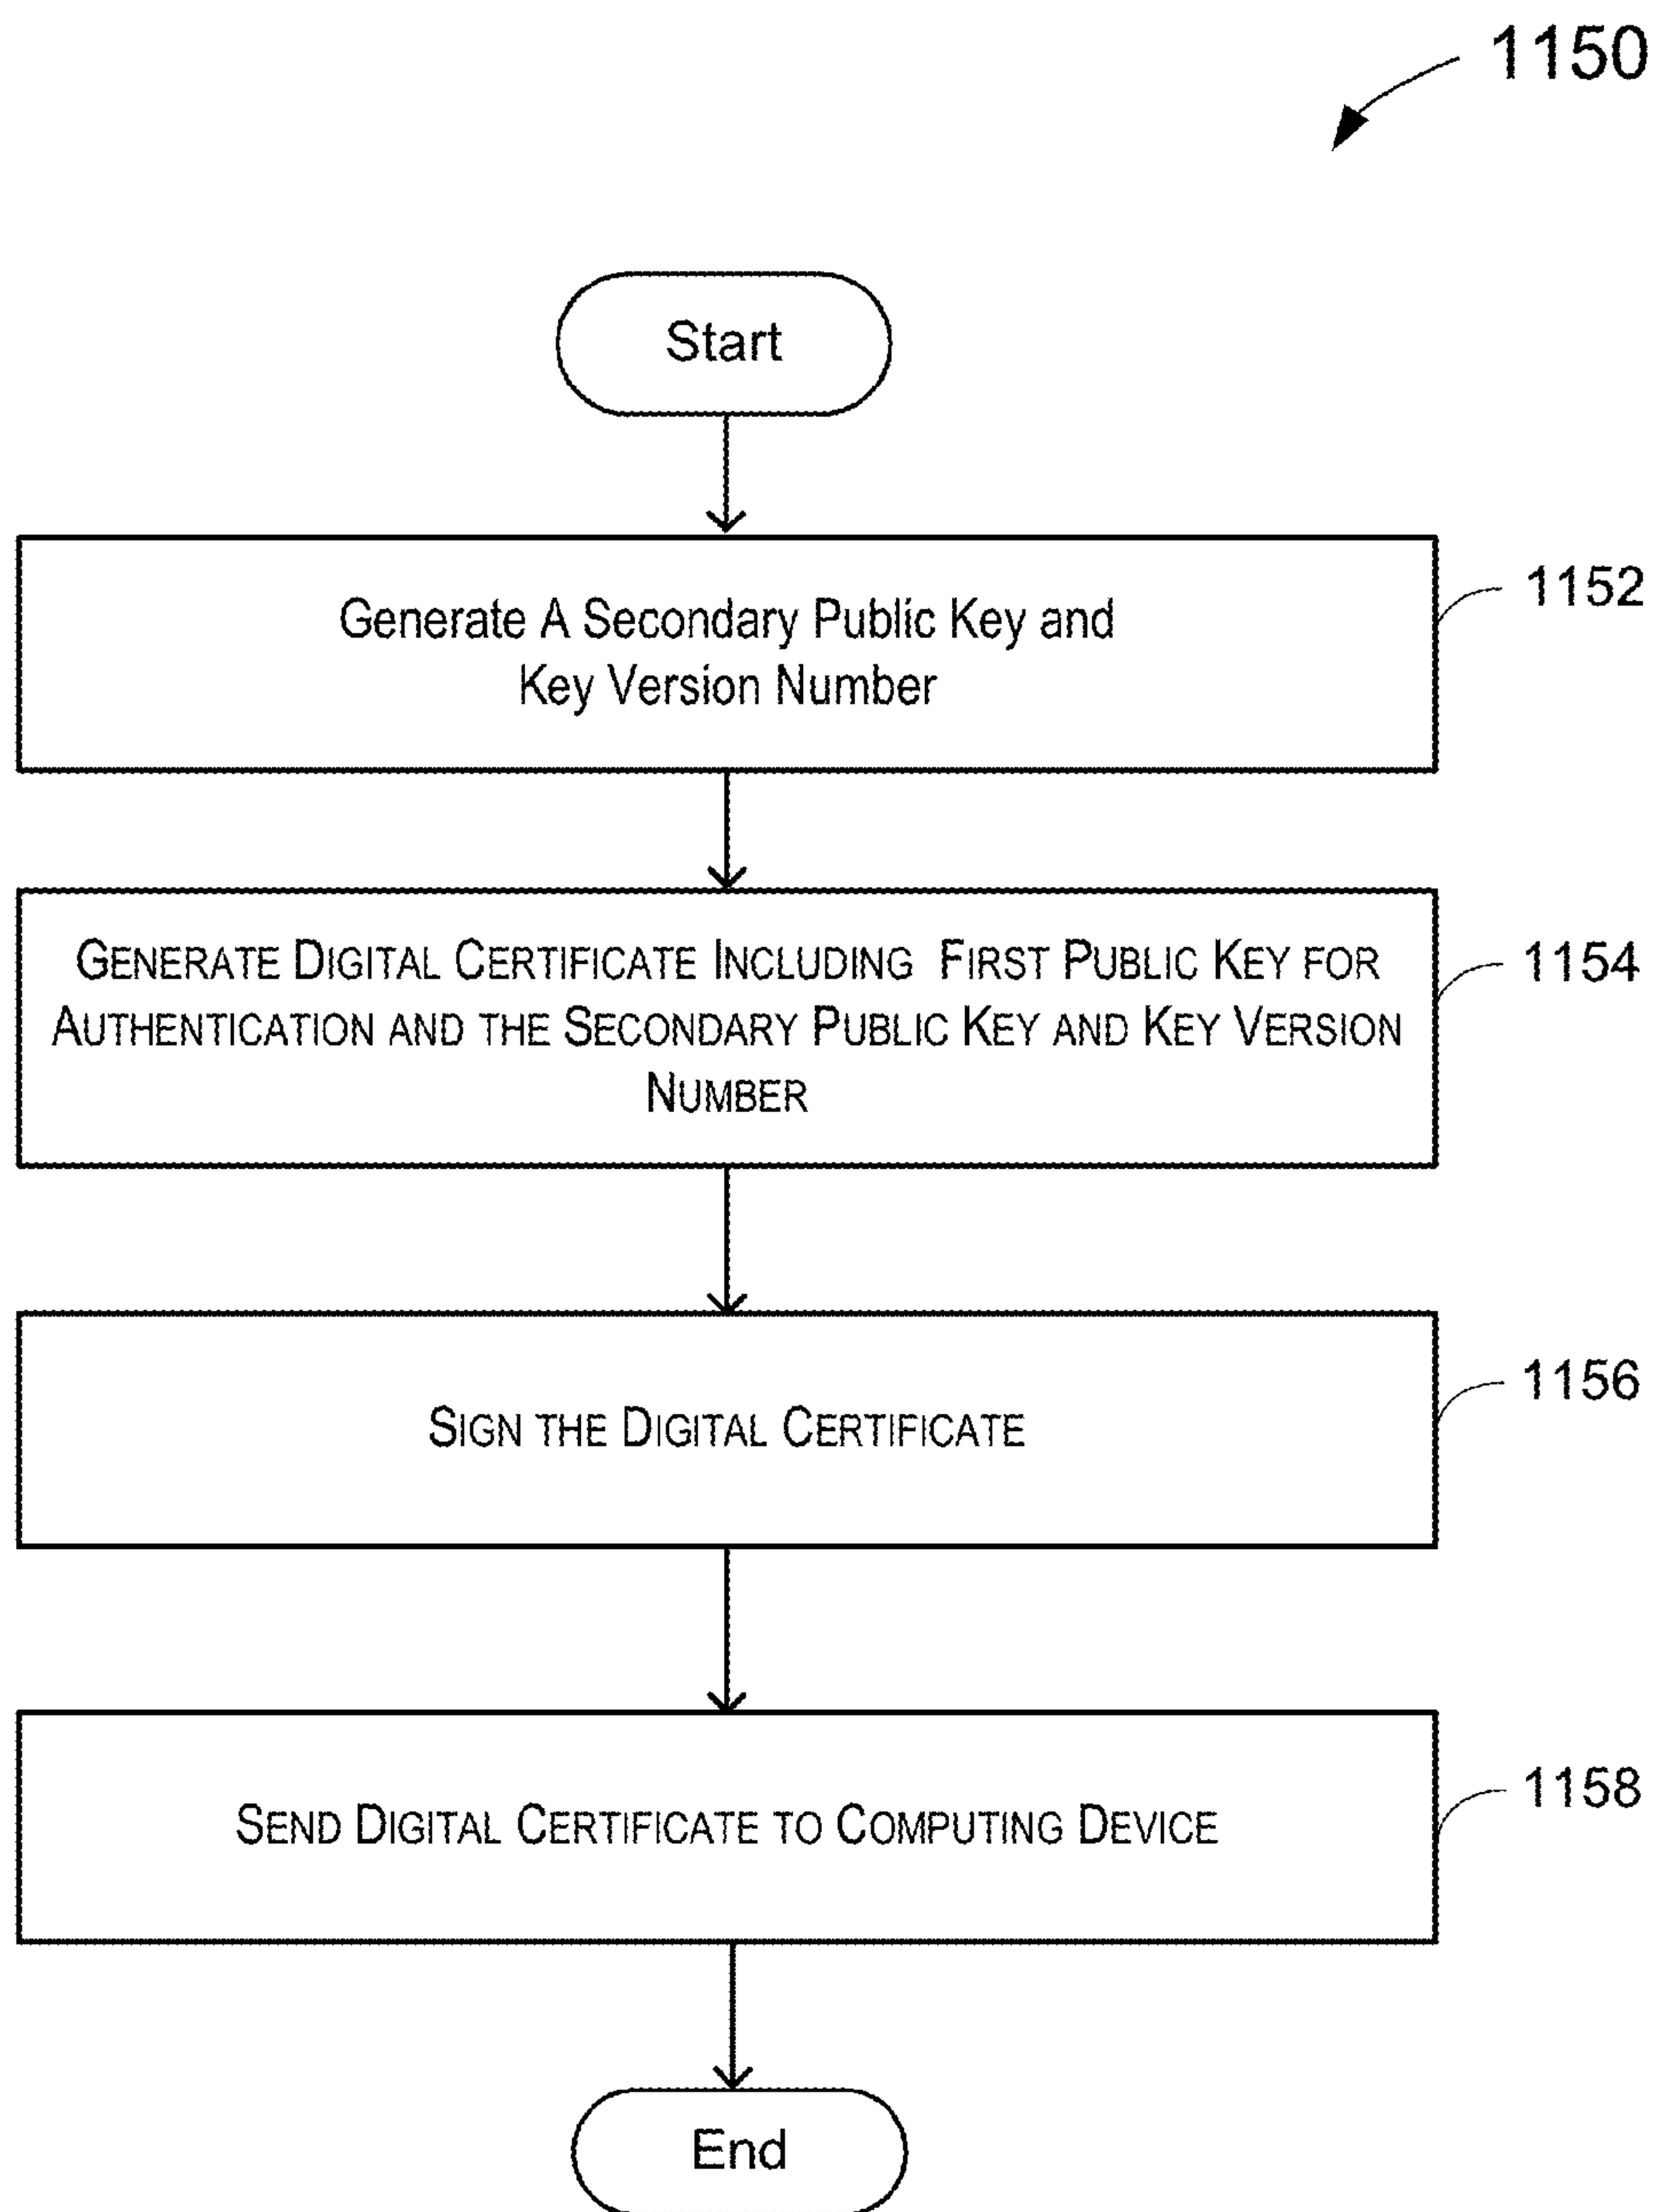 1150
Start
Generate A Secondary Public Key and
Key Version Number
1152
GENERATE DIGITAL CERTIFICATE INCLUDING FIRST PUBLIC KEY FOR
AUTHENTICATION AND THE SECONDARY PUBLIC KEY AND KEY VERSION
NUMBER
1154
SIGN THE DIGITAL CERTIFICATE
1156
SEND DIGITAL CERTIFICATE TO COMPUTING DEVICE
1158
End